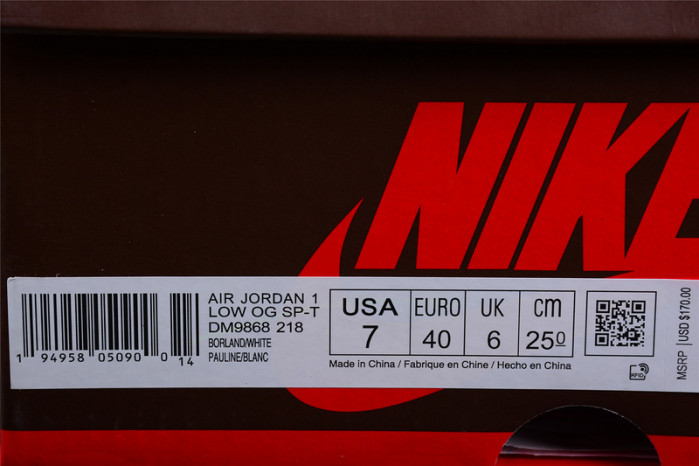 NIKE
AIR JORDAN 1
LOW OG SP-T
DM9868 218
BORLAND/WHITE
PAULINE/BLANC
1 94958 05090 0 14
USA EURO UK cm
7 40 6 25⁰
Made in China / Fabrique en Chine / Hecho en China
RFID
MSRP | USD $170.00